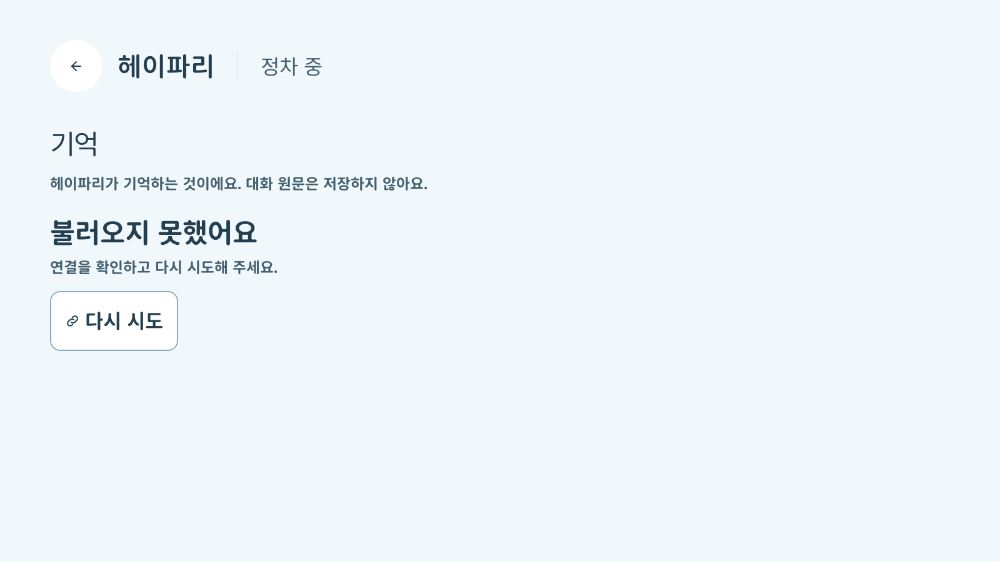 헤이파리
정차 중
기억
헤이파리가 기억하는 것이에요. 대화 원문은 저장하지 않아요.
불러오지 못했어요
연결을 확인하고 다시 시도해 주세요.
다시 시도